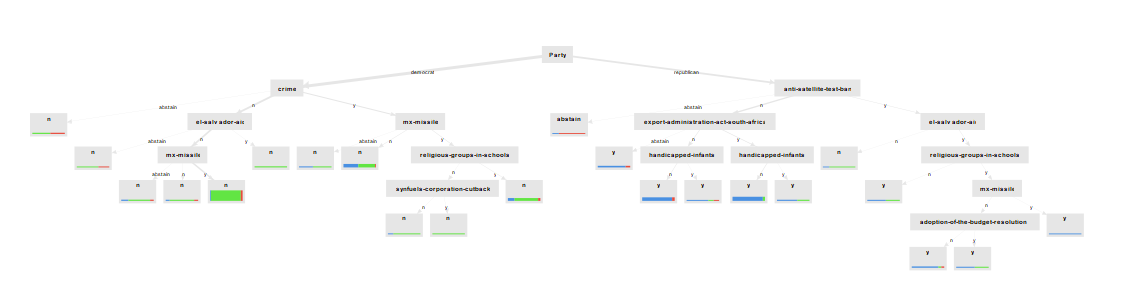 Party
democrat
republican
crime
anti-satellite-test-ban
abstain
n
y
abstain
n
y
n
el-salvador-aid
mx-missile
abstain
export-administration-act-south-africa
el-salvador-aid
abstain
n
y
abstain
n
y
abstain
n
y
n
y
n
mx-missile
n
n
n
religious-groups-in-schools
y
handicapped-infants
handicapped-infants
n
religious-groups-in-schools
abstain
n
y
n
y
n
y
n
y
n
y
n
n
n
synfuels-corporation-cutback
n
y
y
y
y
y
mx-missile
n
y
n
y
n
n
adoption-of-the-budget-resolution
y
n
y
y
y